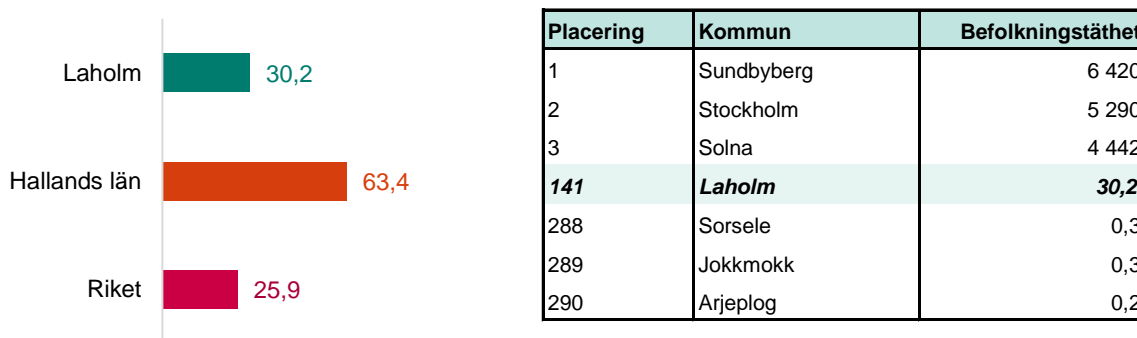 Laholm 30,2
Hallands län 63,4
Riket 25,9
Placering Kommun Befolkningstäthet
1 Sundbyberg 6 420
2 Stockholm 5 290
3 Solna 4 442
141 Laholm 30,2
288 Sorsele 0,3
289 Jokkmokk 0,3
290 Arjeplog 0,2